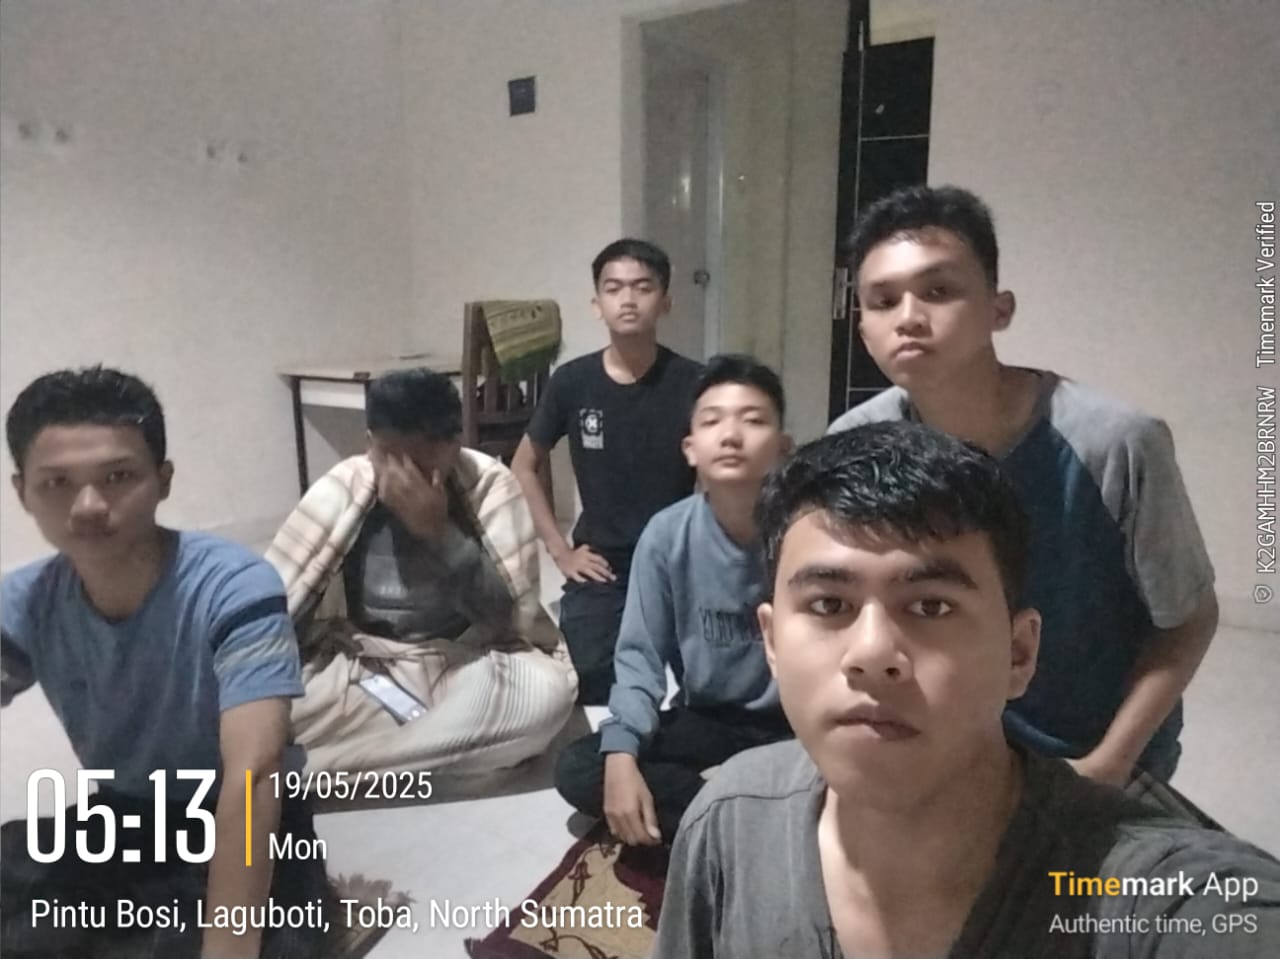 05:13
19/05/2025
Mon
Pintu Bosi, Laguboti, Toba, North Sumatra
Timemark App
Authentic time, GPS
K2GAMHHM2BRNRW Timemark Verified